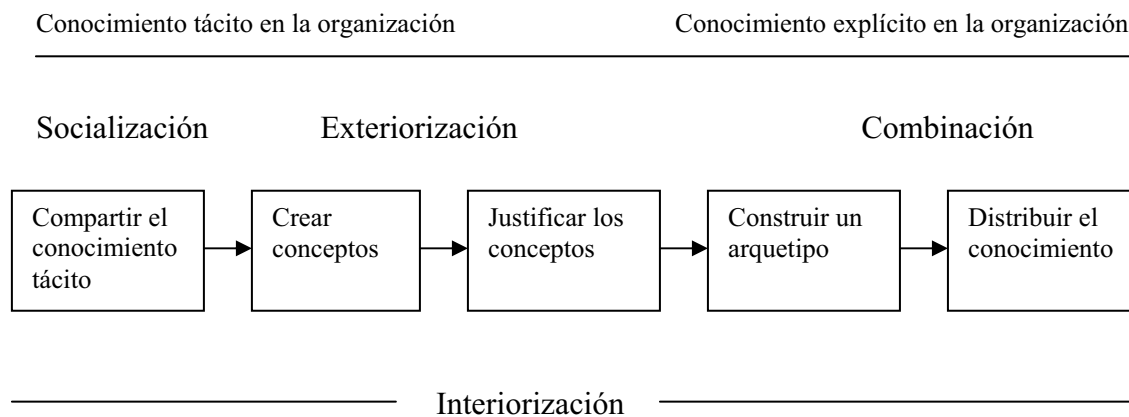 Conocimiento tácito en la organización
Conocimiento explícito en la organización
Socialización
Exteriorización
Combinación
Compartir el
conocimiento
tácito
Crear
conceptos
Justificar los
conceptos
Construir un
arquetipo
Distribuir el
conocimiento
Interiorización